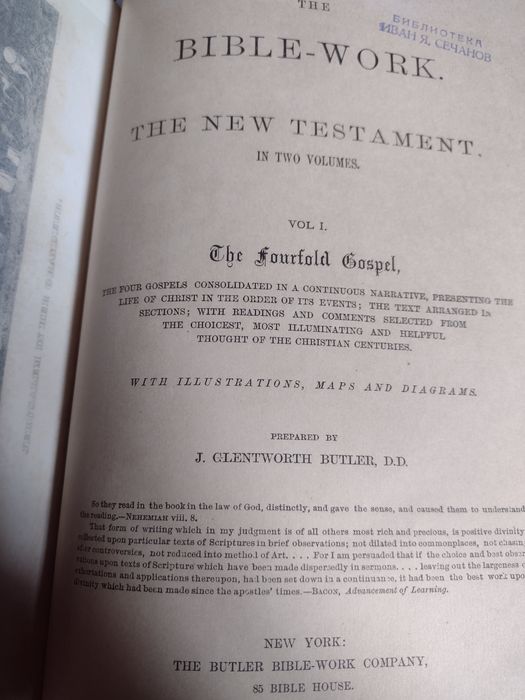 THE
БИБЛИОТЕКА
ИВАН Я. СЕЧАНОВ
BIBLE-WORK.
THE NEW TESTAMENT.
IN TWO VOLUMES.
VOL I.
The Fourfold Gospel,
THE FOUR GOSPELS CONSOLIDATED IN A CONTINUOUS NARRATIVE, PRESENTING THE
LIFE OF CHRIST IN THE ORDER OF ITS EVENTS; THE TEXT ARRANGED IN
SECTIONS; WITH READINGS AND COMMENTS SELECTED FROM
THE CHOICEST, MOST ILLUMINATING AND HELPFUL
THOUGHT OF THE CHRISTIAN CENTURIES.
WITH ILLUSTRATIONS, MAPS AND DIAGRAMS.
PREPARED BY
J. GLENTWORTH BUTLER, D.D.
So they read in the book in the law of God, distinctly, and gave the sense, and caused them to understand
the reading.—NEHEMIAH viii. 8.
That form of writing which in my judgment is of all others most rich and precious, is positive divinity
collected upon particular texts of Scriptures in brief observations; not dilated into commonplaces, not chasing
after controversies, not reduced into method of Art. . . . For I am persuaded that if the choice and best obser
vations upon texts of Scripture which have been made dispersedly in sermons. . . . leaving out the largeness
exhortations and applications thereupon, had been set down in a continuance, it had been the best work upon
divinity which had been made since the apostles' times.—BACON, Advancement of Learning.
NEW YORK:
THE BUTLER BIBLE-WORK COMPANY,
85 BIBLE HOUSE.